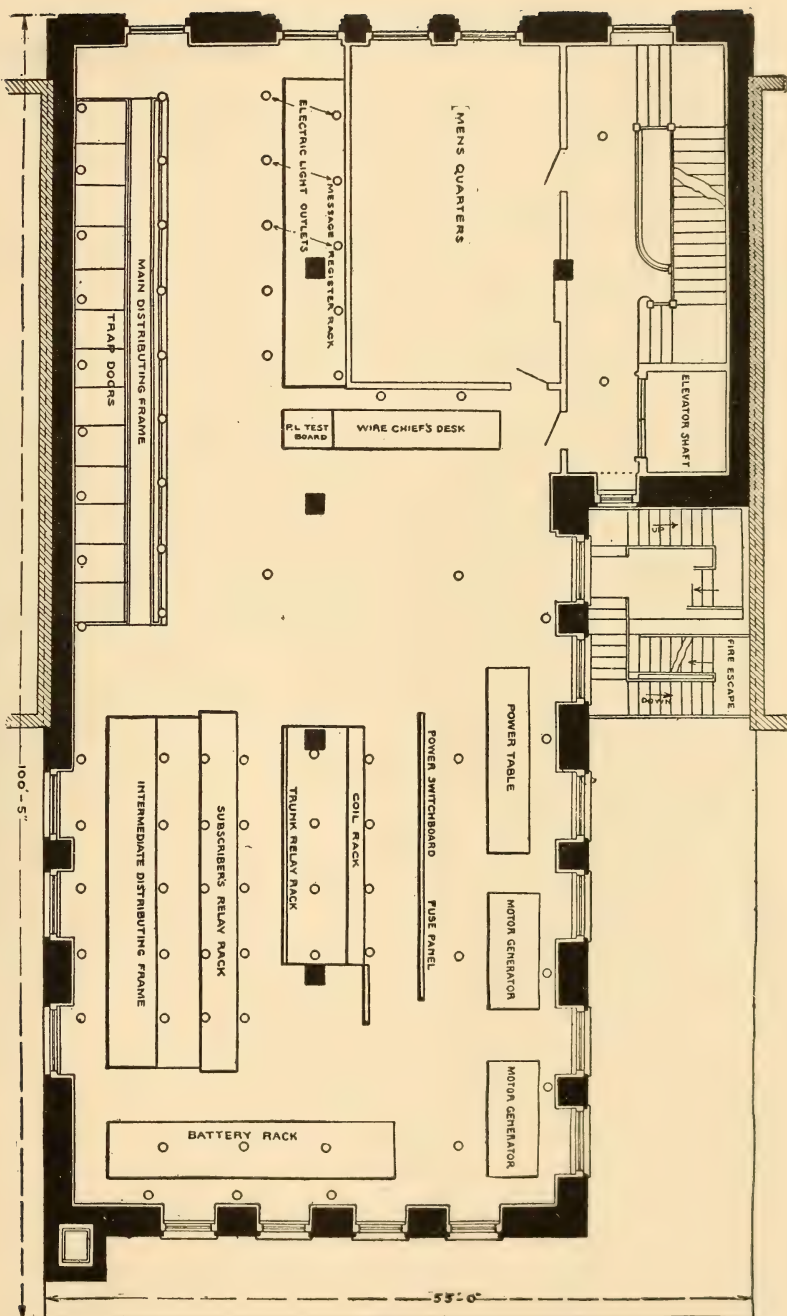 MENS QUARTERS
ELECTRIC LIGHT OUTLETS
MESSAGE REGISTER RACK
MAIN DISTRIBUTING FRAME
TRAP DOORS
ELEVATOR SHAFT
P.L TEST
BOARD
WIRE CHIEF'S DESK
UP
FIRE ESCAPE
DOWN
POWER TABLE
POWER SWITCHBOARD FUSE PANEL
COIL RACK
TRUNK RELAY RACK
SUBSCRIBER'S RELAY RACK
INTERMEDIATE DISTRIBUTING FRAME
MOTOR GENERATOR
MOTOR GENERATOR
BATTERY RACK
100'-5"
55'-0"